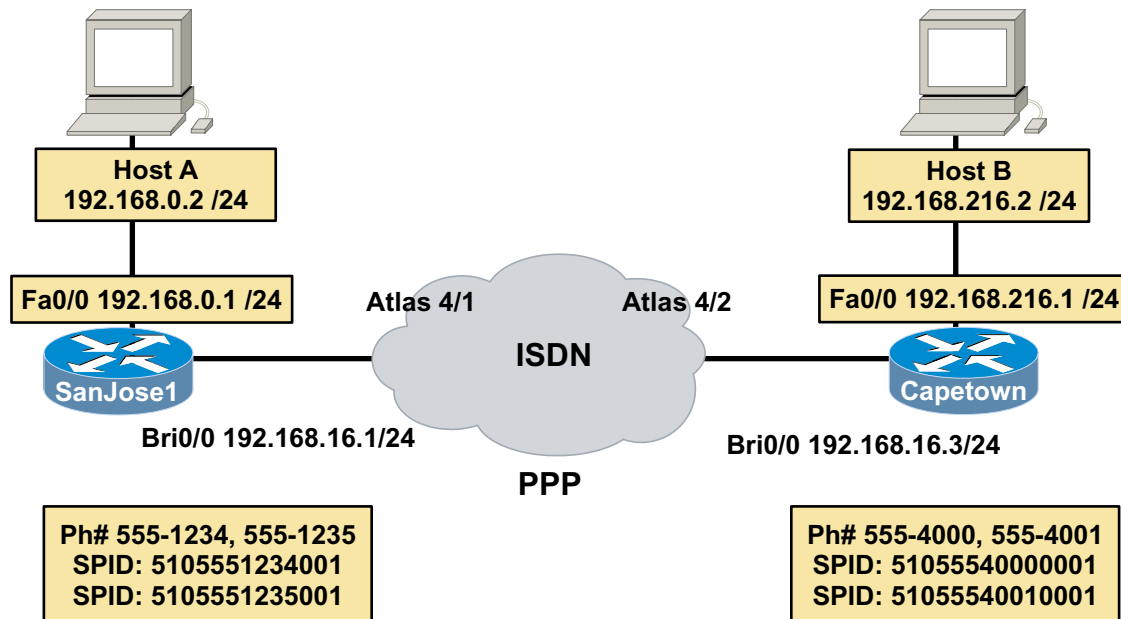 Host A
192.168.0.2 /24
Host B
192.168.216.2 /24
Fa0/0 192.168.0.1 /24
Atlas 4/1
Atlas 4/2
Fa0/0 192.168.216.1 /24
ISDN
SanJose1
Capetown
Bri0/0 192.168.16.1/24
Bri0/0 192.168.16.3/24
PPP
Ph# 555-1234, 555-1235
SPID: 5105551234001
SPID: 5105551235001
Ph# 555-4000, 555-4001
SPID: 51055540000001
SPID: 51055540010001